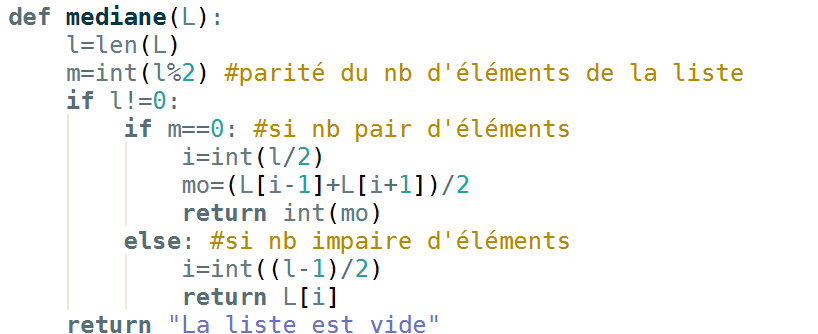 def mediane(L):
    l=len(L)
    m=int(l%2) #parité du nb d'éléments de la liste
    if l!=0:
        if m==0: #si nb pair d'éléments
            i=int(l/2)
            mo=(L[i-1]+L[i+1])/2
            return int(mo)
        else: #si nb impaire d'éléments
            i=int((l-1)/2)
            return L[i]
    return "La liste est vide"